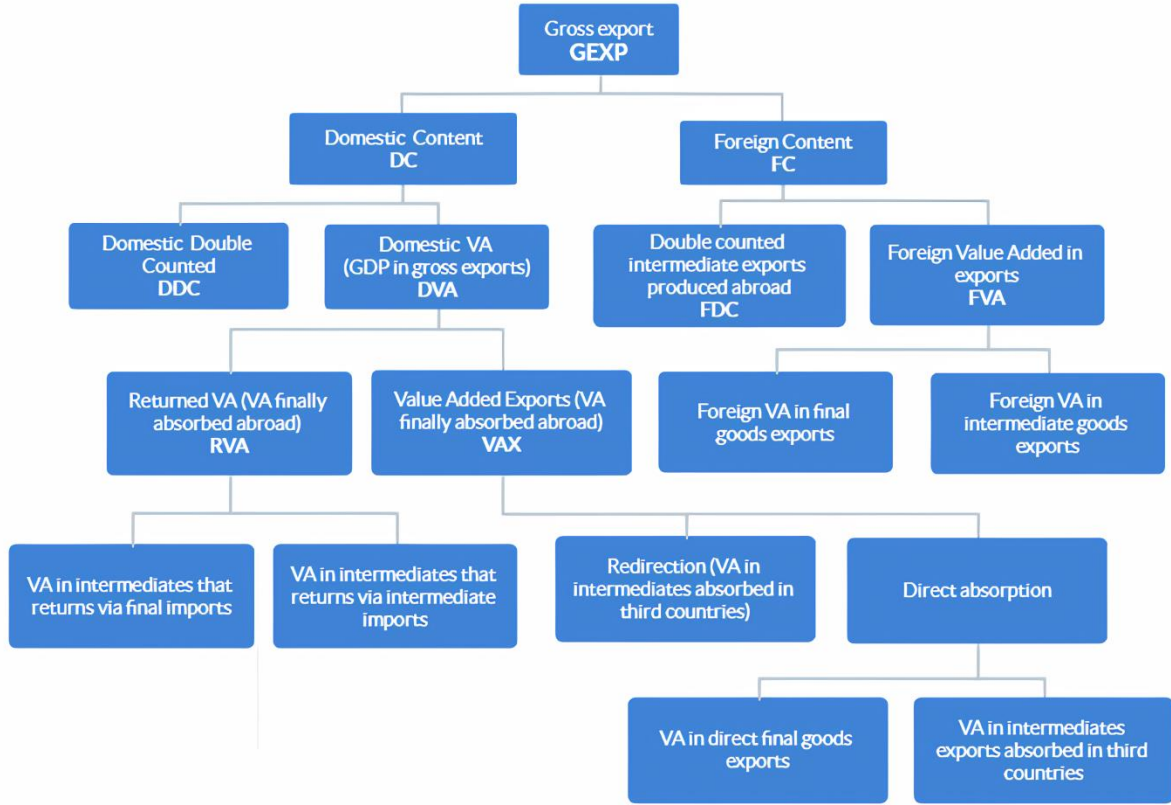 Gross export
GEXP
Domestic Content
DC
Foreign Content
FC
Domestic Double
Counted
DDC
Domestic VA
(GDP in gross exports)
DVA
Double counted
intermediate exports
produced abroad
FDC
Foreign Value Added in
exports
FVA
Returned VA (VA finally
absorbed abroad)
RVA
Value Added Exports (VA
finally absorbed abroad)
VAX
Foreign VA in final
goods exports
Foreign VA in
intermediate goods
exports
VA in intermediates that
returns via final imports
VA in intermediates that
returns via intermediate
imports
Redirection (VA in
intermediates absorbed in
third countries)
Direct absorption
VA in direct final goods
exports
VA in intermediates
exports absorbed in third
countries